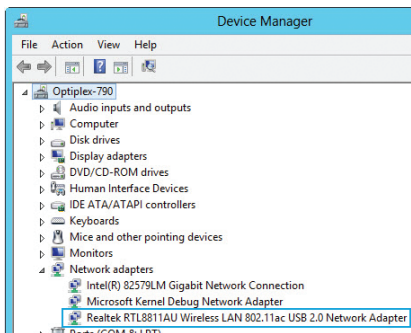 Device Manager
File Action View Help
Optiplex-790
Audio inputs and outputs
Computer
Disk drives
Display adapters
DVD/CD-ROM drives
Human Interface Devices
IDE ATA/ATAPI controllers
Keyboards
Mice and other pointing devices
Monitors
Network adapters
Intel(R) 82579LM Gigabit Network Connection
Microsoft Kernel Debug Network Adapter
Realtek RTL8811AU Wireless LAN 802.11ac USB 2.0 Network Adapter
Ports (COM & LPT)